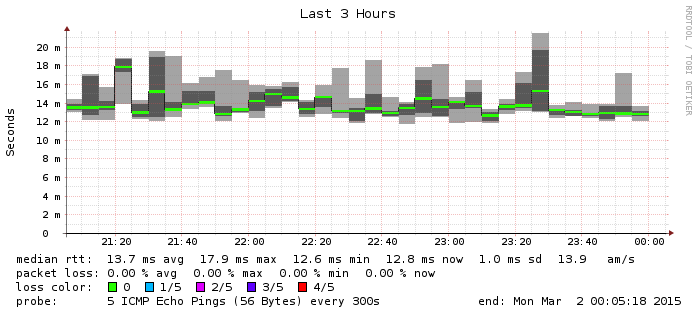 Last 3 Hours
RRDTOOL / TOBI OETIKER
Seconds
20 m
18 m
16 m
14 m
12 m
10 m
8 m
6 m
4 m
2 m
0
21:20 21:40 22:00 22:20 22:40 23:00 23:20 23:40 00:00
median rtt: 13.7 ms avg 17.9 ms max 12.6 ms min 12.8 ms now 1.0 ms sd 13.9 am/s
packet loss: 0.00 % avg 0.00 % max 0.00 % min 0.00 % now
loss color: 0 1/5 2/5 3/5 4/5
probe: 5 ICMP Echo Pings (56 Bytes) every 300s end: Mon Mar 2 00:05:18 2015